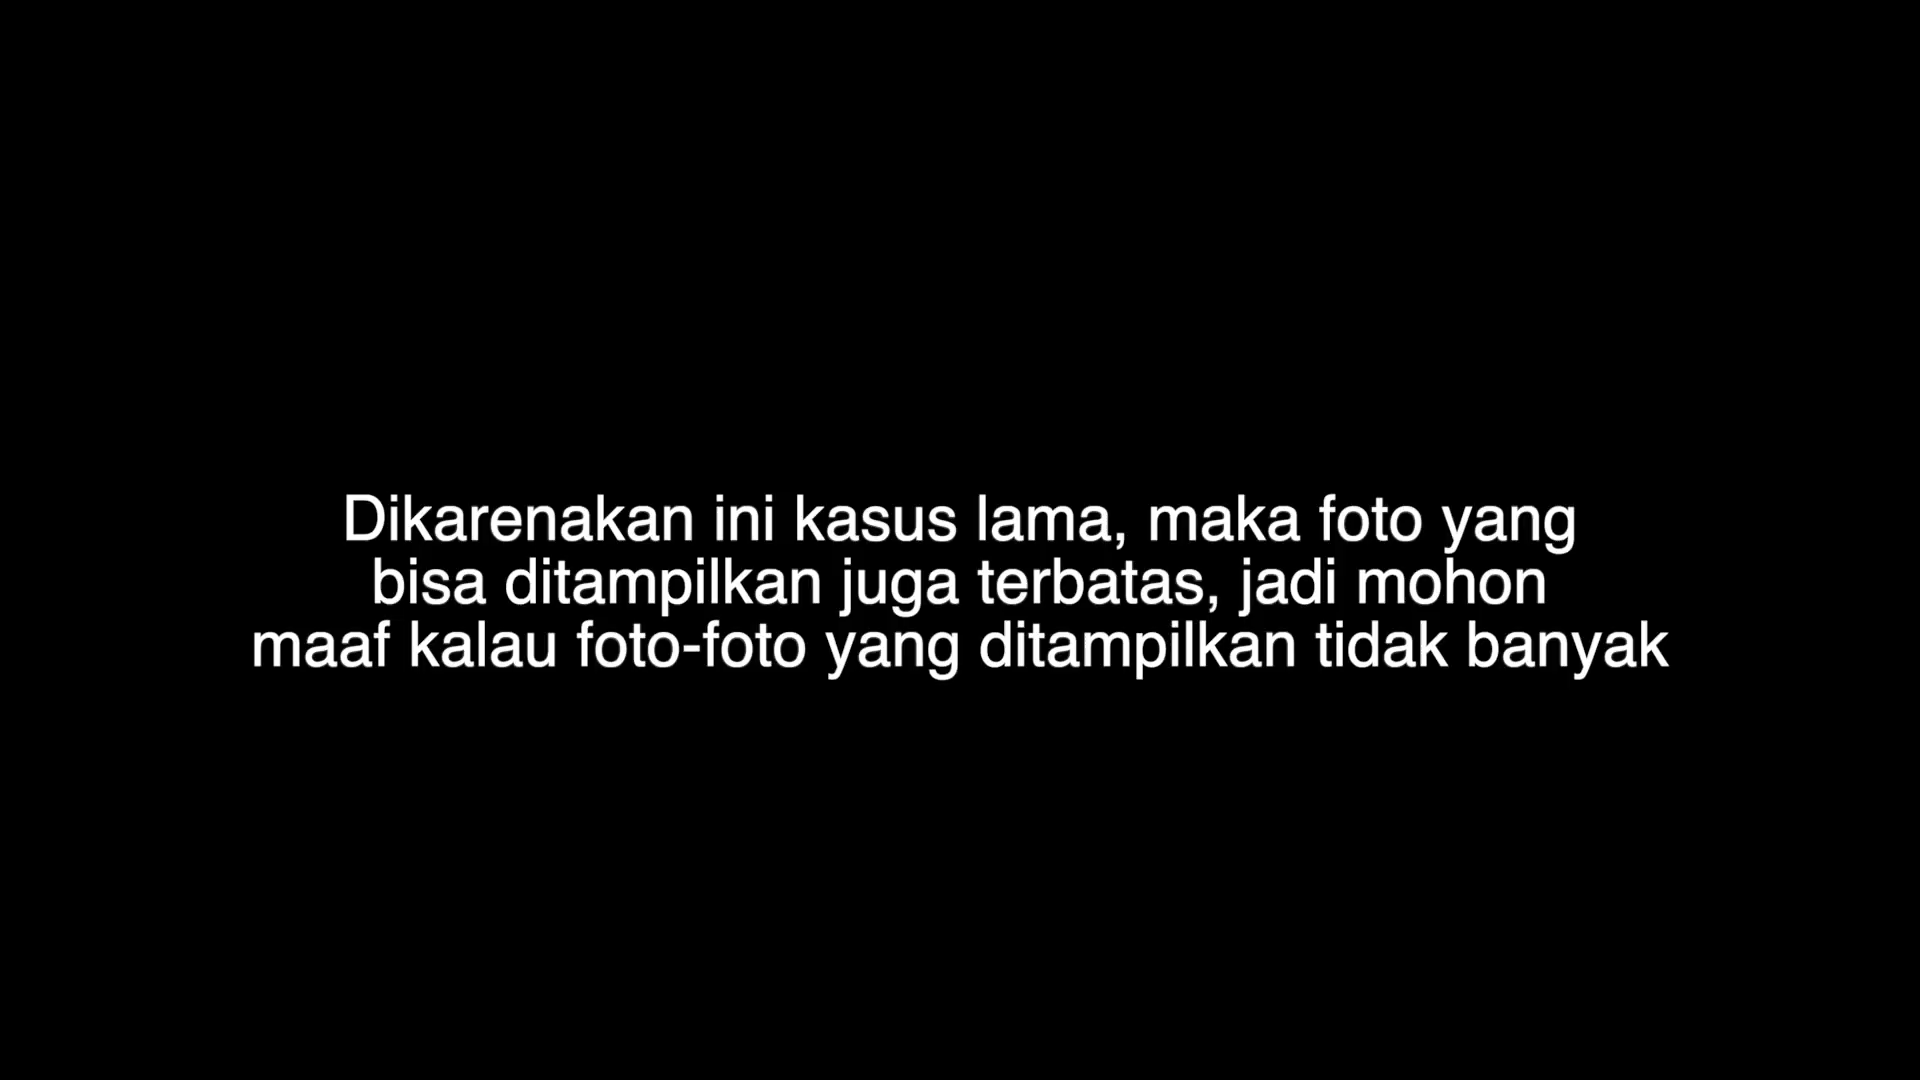 Dikarenakan ini kasus lama, maka foto yang
bisa ditampilkan juga terbatas, jadi mohon
maaf kalau foto-foto yang ditampilkan tidak banyak